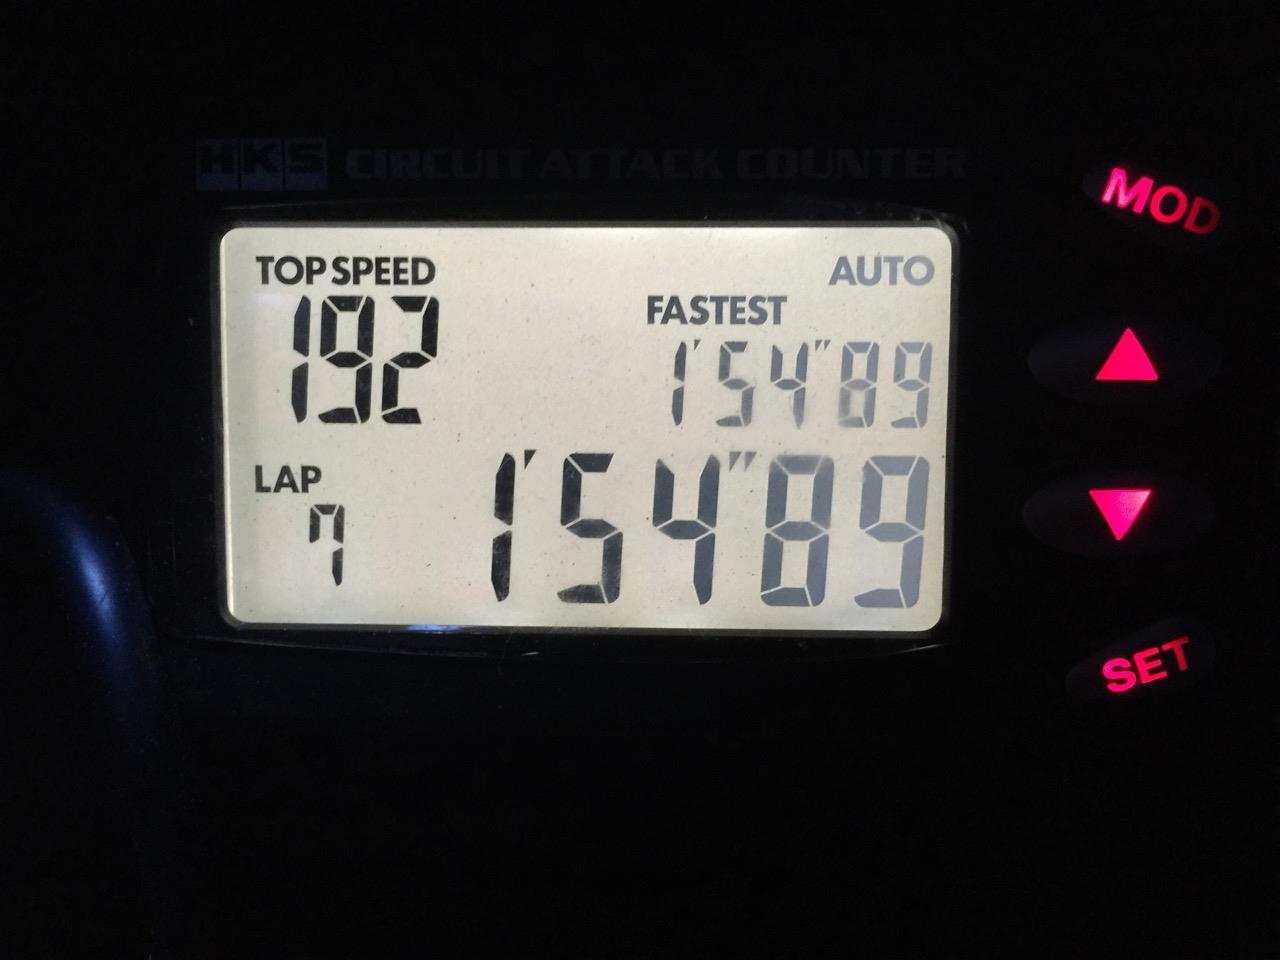 HKS CIRCUIT ATTACK COUNTER
MOD
TOP SPEED
192
AUTO
FASTEST
1'54"89
LAP
7
1'54"89
SET